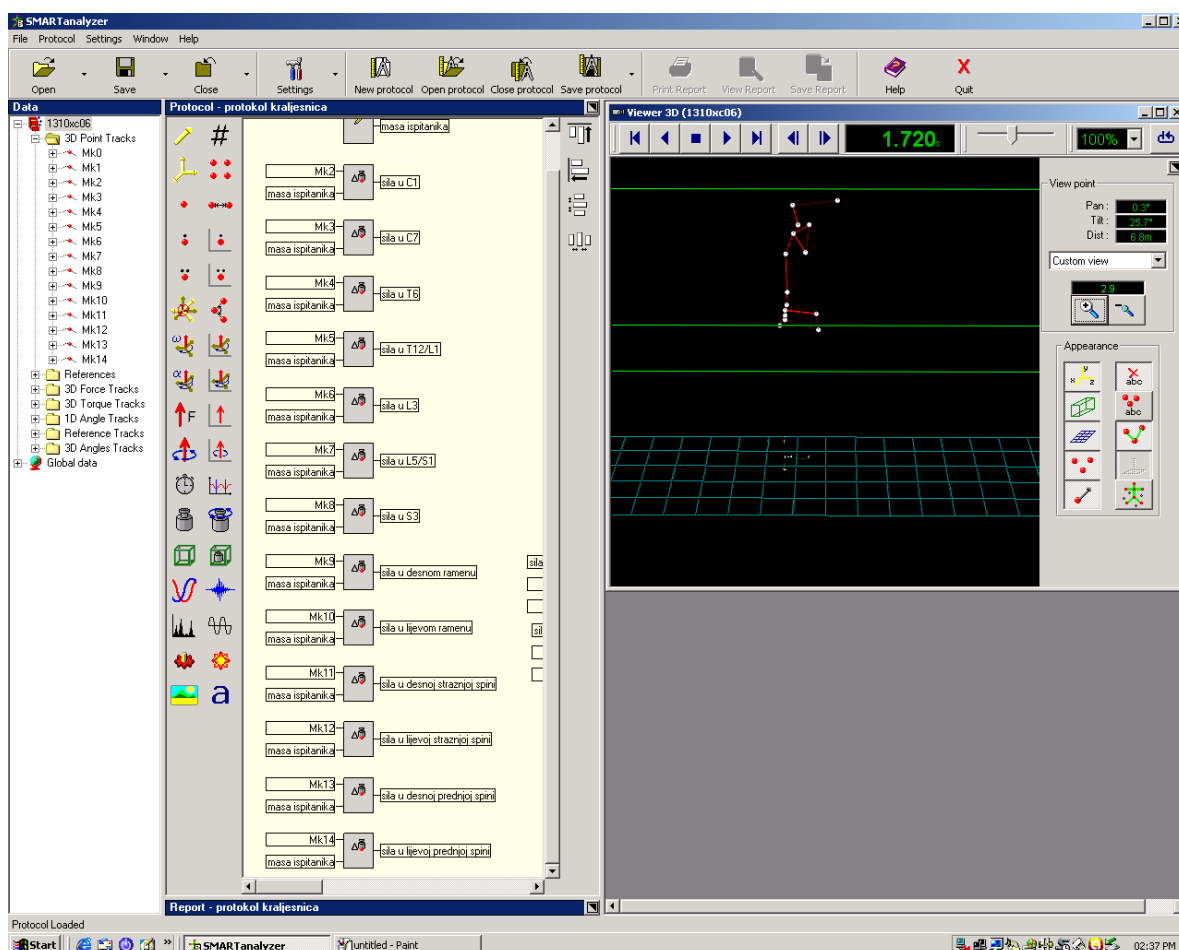 SMARTanalyzer
File Protocol Settings Window Help
Open Save Close Settings New protocol Open protocol Close protocol Save protocol Print Report View Report Save Report Help Quit
Data
1310xc06
3D Point Tracks
Mk0
Mk1
Mk2
Mk3
Mk4
Mk5
Mk6
Mk7
Mk8
Mk9
Mk10
Mk11
Mk12
Mk13
Mk14
References
3D Force Tracks
3D Torque Tracks
1D Angle Tracks
Reference Tracks
3D Angles Tracks
Global data
Protocol - protokol kraljesnica
masa ispitanika
Mk2
masa ispitanika
sila u C1
Mk3
masa ispitanika
sila u C7
Mk4
masa ispitanika
sila u T6
Mk5
masa ispitanika
sila u T12/L1
Mk6
masa ispitanika
sila u L3
Mk7
masa ispitanika
sila u L5/S1
Mk8
masa ispitanika
sila u S3
Mk9
masa ispitanika
sila u desnom ramenu
Mk10
masa ispitanika
sila u lijevom ramenu
Mk11
masa ispitanika
sila u desnoj straznjoj spini
Mk12
masa ispitanika
sila u lijevoj straznjoj spini
Mk13
masa ispitanika
sila u desnoj prednjoj spini
Mk14
masa ispitanika
sila u lijevoj prednjoj spini
sila
sil
Report - protokol kraljesnica
Viewer 3D (1310xc06)
1.720s
100%
View point
Pan : 0.3°
Tilt : 25.7°
Dist : 6.8m
Custom view
2.9
Appearance
x y z
abc
abc
Protocol Loaded
Start
SMARTanalyzer
untitled - Paint
02:37 PM